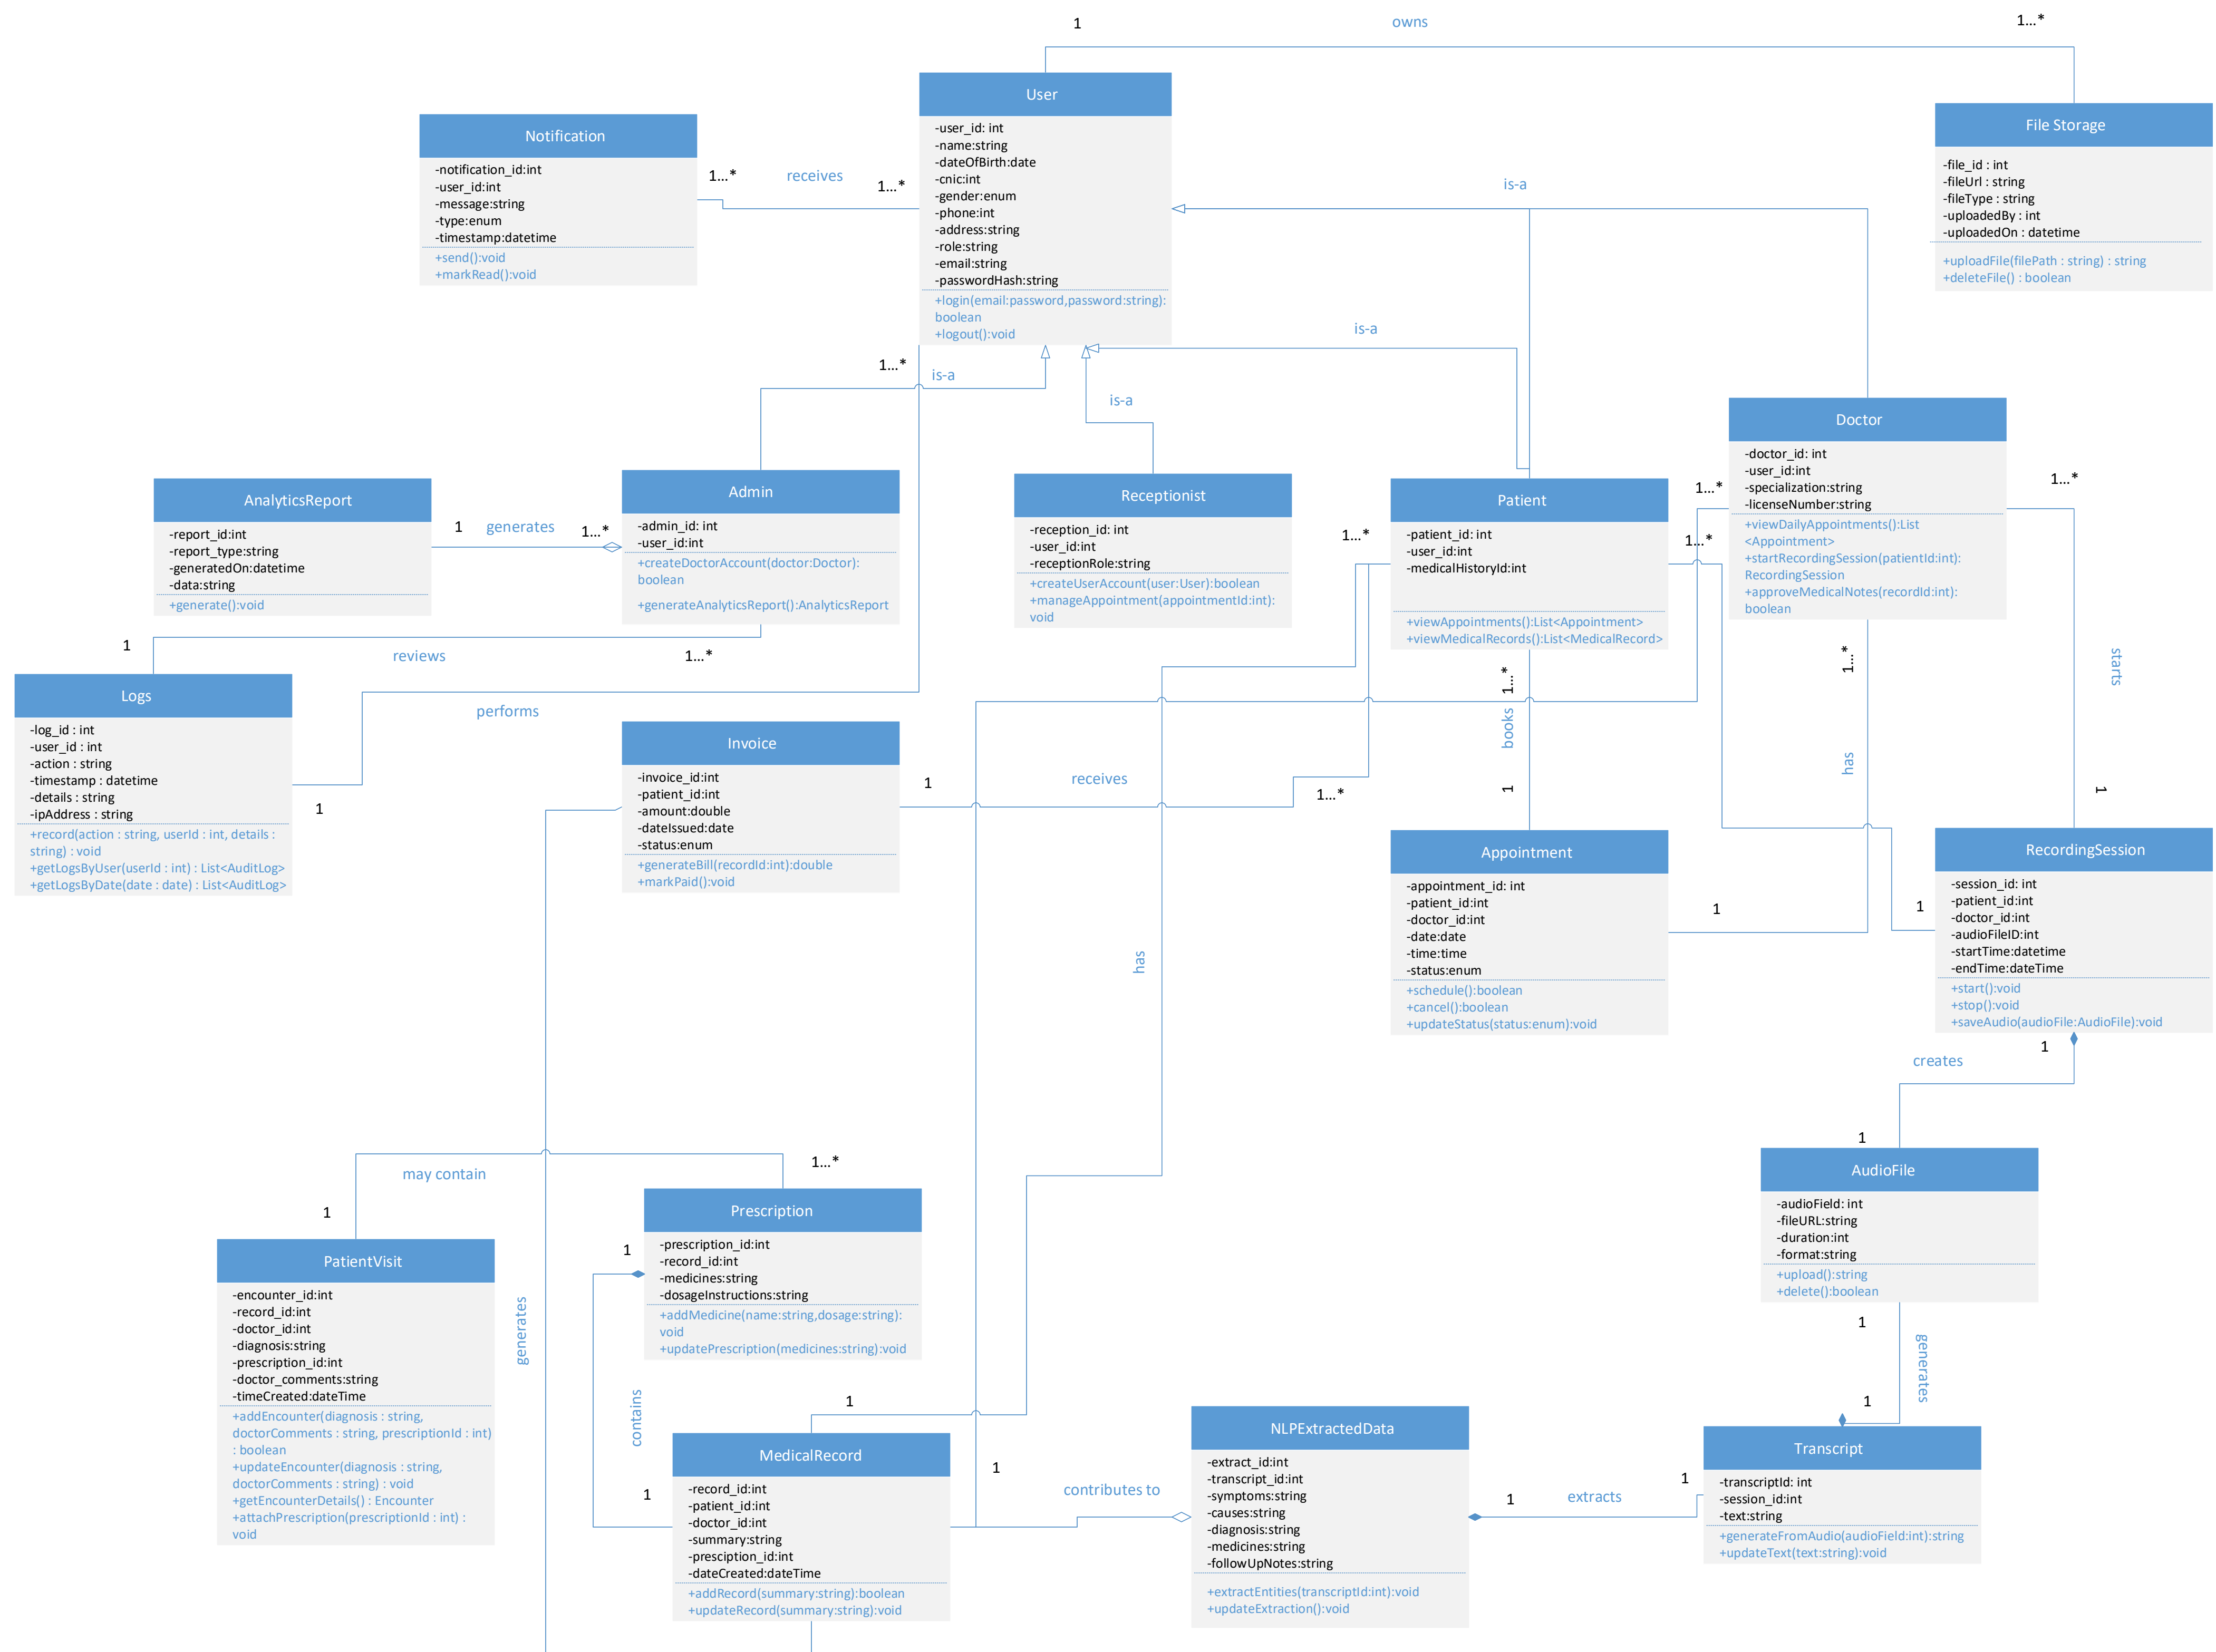 1
owns
1...*
User
-user_id: int
-name:string
-dateOfBirth:date
-cnic:int
-gender:enum
-phone:int
-address:string
-role:string
-email:string
-passwordHash:string
+login(email:password,password:string):
boolean
+logout():void
Notification
-notification_id:int
-user_id:int
-message:string
-type:enum
-timestamp:datetime
+send():void
+markRead():void
1...*
receives
1...*
File Storage
-file_id : int
-fileUrl : string
-fileType : string
-uploadedBy : int
-uploadedOn : datetime
+uploadFile(filePath : string) : string
+deleteFile() : boolean
is-a
is-a
1...*
is-a
is-a
AnalyticsReport
-report_id:int
-report_type:string
-generatedOn:datetime
-data:string
+generate():void
1
generates
1...*
Admin
-admin_id: int
-user_id:int
+createDoctorAccount(doctor:Doctor):
boolean
+generateAnalyticsReport():AnalyticsReport
Receptionist
-reception_id: int
-user_id:int
-receptionRole:string
+createUserAccount(user:User):boolean
+manageAppointment(appointmentId:int):
void
Patient
-patient_id: int
-user_id:int
-medicalHistoryId:int
+viewAppointments():List<Appointment>
+viewMedicalRecords():List<MedicalRecord>
1...*
1...*
1...*
Doctor
-doctor_id: int
-user_id:int
-specialization:string
-licenseNumber:string
+viewDailyAppointments():List
<Appointment>
+startRecordingSession(patientId:int):
RecordingSession
+approveMedicalNotes(recordId:int):
boolean
1...*
1
reviews
1...*
Logs
-log_id : int
-user_id : int
-action : string
-timestamp : datetime
-details : string
-ipAddress : string
+record(action : string, userId : int, details :
string) : void
+getLogsByUser(userId : int) : List<AuditLog>
+getLogsByDate(date : date) : List<AuditLog>
performs
1
Invoice
-invoice_id:int
-patient_id:int
-amount:double
-dateIssued:date
-status:enum
+generateBill(recordId:int):double
+markPaid():void
1
receives
1...*
1...*
books
1
1...*
has
starts
1
Appointment
-appointment_id: int
-patient_id:int
-doctor_id:int
-date:date
-time:time
-status:enum
+schedule():boolean
+cancel():boolean
+updateStatus(status:enum):void
1
1
RecordingSession
-session_id: int
-patient_id:int
-doctor_id:int
-audioFileID:int
-startTime:datetime
-endTime:dateTime
+start():void
+stop():void
+saveAudio(audioFile:AudioFile):void
has
1
creates
1
AudioFile
-audioField: int
-fileURL:string
-duration:int
-format:string
+upload():string
+delete():boolean
1
generates
1
may contain
1...*
1
Prescription
-prescription_id:int
-record_id:int
-medicines:string
-dosageInstructions:string
+addMedicine(name:string,dosage:string):
void
+updatePrescription(medicines:string):void
1
PatientVisit
-encounter_id:int
-record_id:int
-doctor_id:int
-diagnosis:string
-prescription_id:int
-doctor_comments:string
-timeCreated:dateTime
+addEncounter(diagnosis : string,
doctorComments : string, prescriptionId : int)
: boolean
+updateEncounter(diagnosis : string,
doctorComments : string) : void
+getEncounterDetails() : Encounter
+attachPrescription(prescriptionId : int) :
void
generates
contains
1
1
MedicalRecord
-record_id:int
-patient_id:int
-doctor_id:int
-summary:string
-presciption_id:int
-dateCreated:dateTime
+addRecord(summary:string):boolean
+updateRecord(summary:string):void
1
contributes to
NLPExtractedData
-extract_id:int
-transcript_id:int
-symptoms:string
-causes:string
-diagnosis:string
-medicines:string
-followUpNotes:string
+extractEntities(transcriptId:int):void
+updateExtraction():void
1
extracts
1
Transcript
-transcriptId: int
-session_id:int
-text:string
+generateFromAudio(audioField:int):string
+updateText(text:string):void